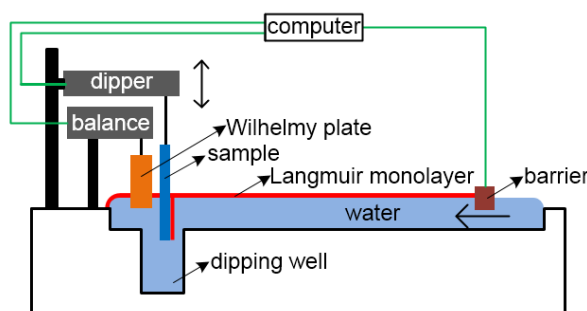 computer
dipper
balance
Wilhelmy plate
sample
Langmuir monolayer
barrier
water
dipping well